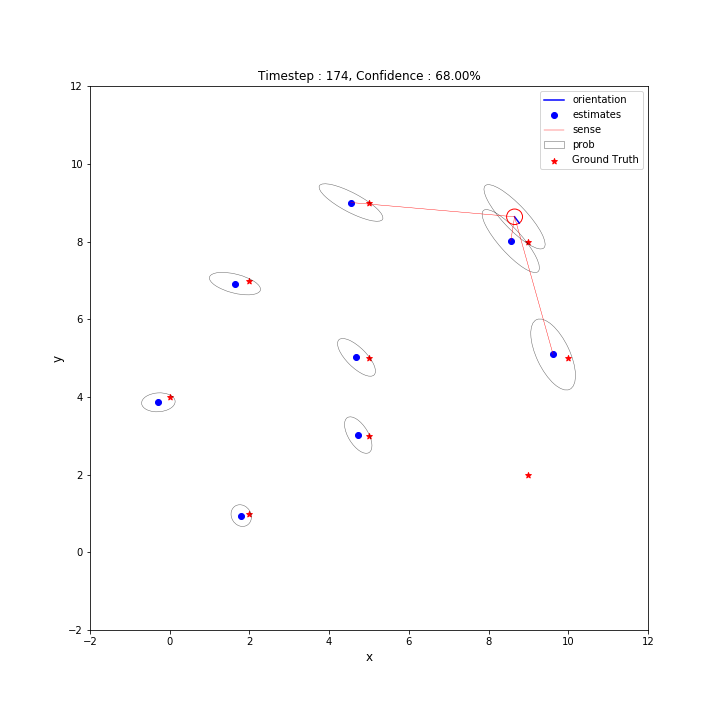 Timestep : 174, Confidence : 68.00%
orientation
estimates
sense
prob
Ground Truth
12
10
8
6
4
2
0
−2
y
−2 0 2 4 6 8 10 12
x